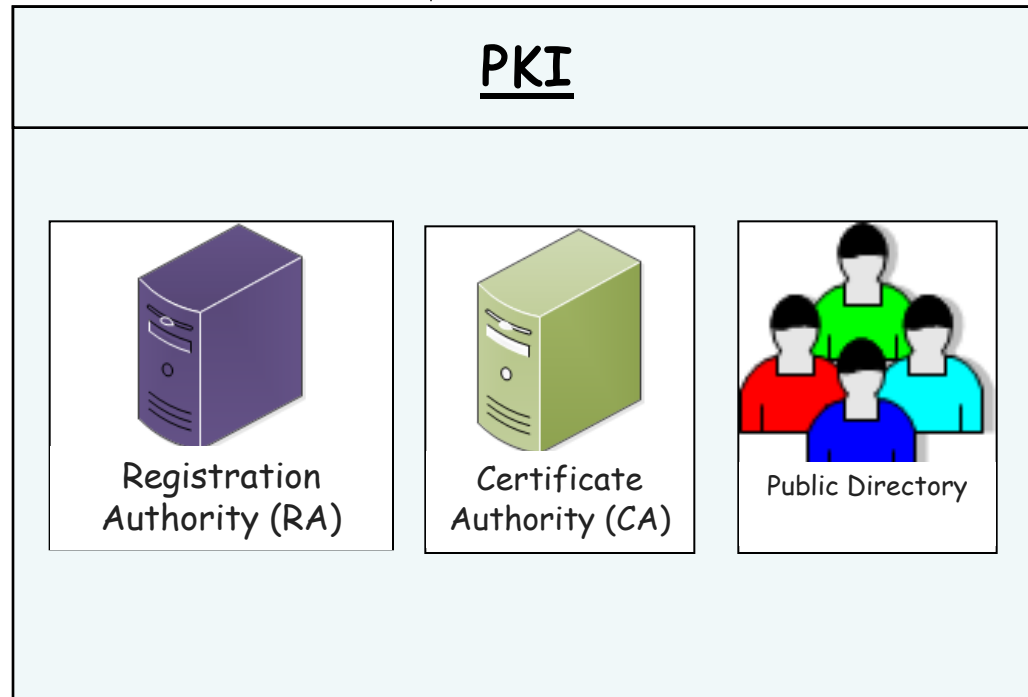 PKI
Registration
Authority (RA)
Certificate
Authority (CA)
Public Directory